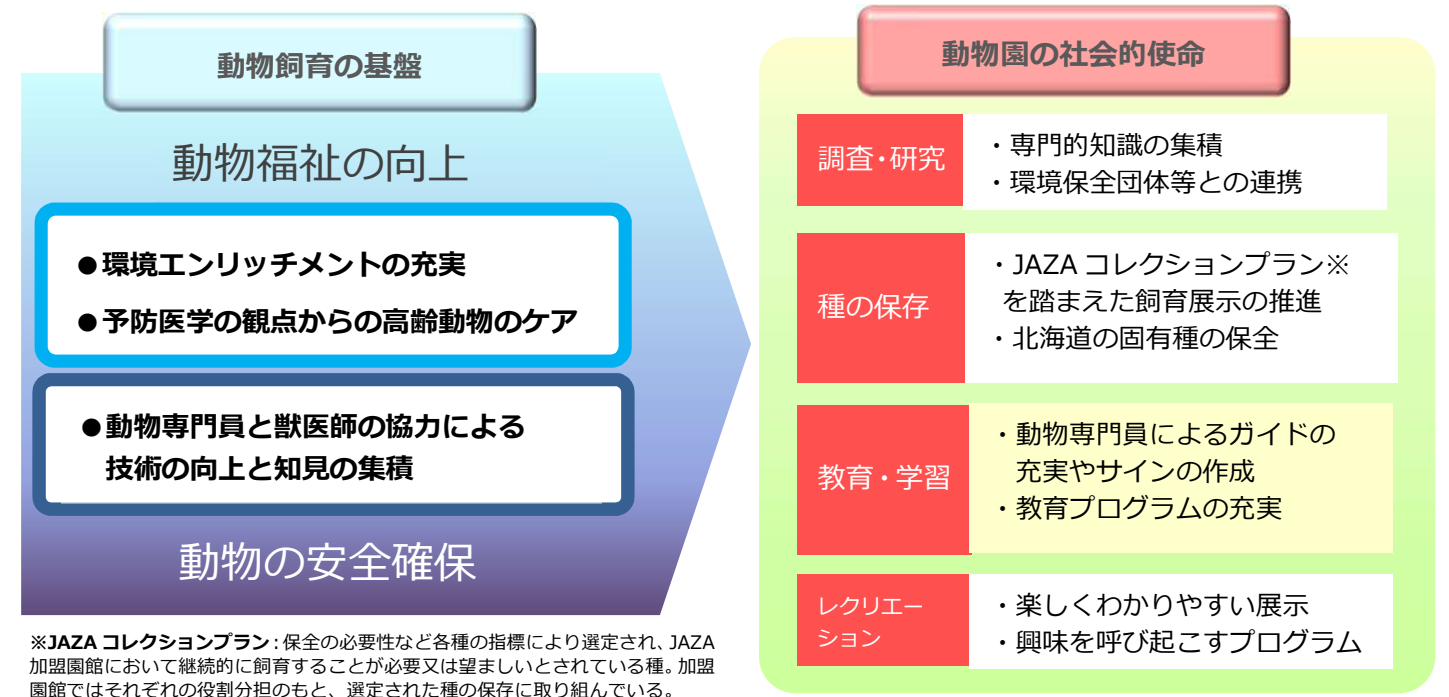 動物飼育の基盤
動物福祉の向上
●環境エンリッチメントの充実
●予防医学の観点からの高齢動物のケア
●動物専門員と獣医師の協力による
技術の向上と知見の集積
動物の安全確保
※JAZA コレクションプラン:保全の必要性など各種の指標により選定され、JAZA
加盟園館において継続的に飼育することが必要又は望ましいとされている種。加盟
園館ではそれぞれの役割分担のもと、選定された種の保存に取り組んでいる。
動物園の社会的使命
調査・研究
・専門的知識の集積
・環境保全団体等との連携
種の保存
・JAZA コレクションプラン※
を踏まえた飼育展示の推進
・北海道の固有種の保全
教育・学習
・動物専門員によるガイドの
充実やサインの作成
・教育プログラムの充実
レクリエー
ション
・楽しくわかりやすい展示
・興味を呼び起こすプログラム